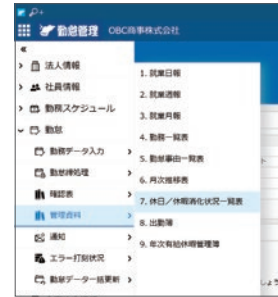 勤怠管理 OBC商事株式会社
法人情報
社員情報
勤務スケジュール
勤怠
勤務データ入力
勤怠締処理
確認表
管理資料
通知
エラー打刻状況
勤怠データ一括更新
1. 就業日報
2. 就業週報
3. 就業月報
4. 勤務一覧表
5. 勤怠事由一覧表
6. 月次推移表
7. 休日/休暇消化状況一覧表
8. 出勤簿
9. 年次有給休暇管理簿